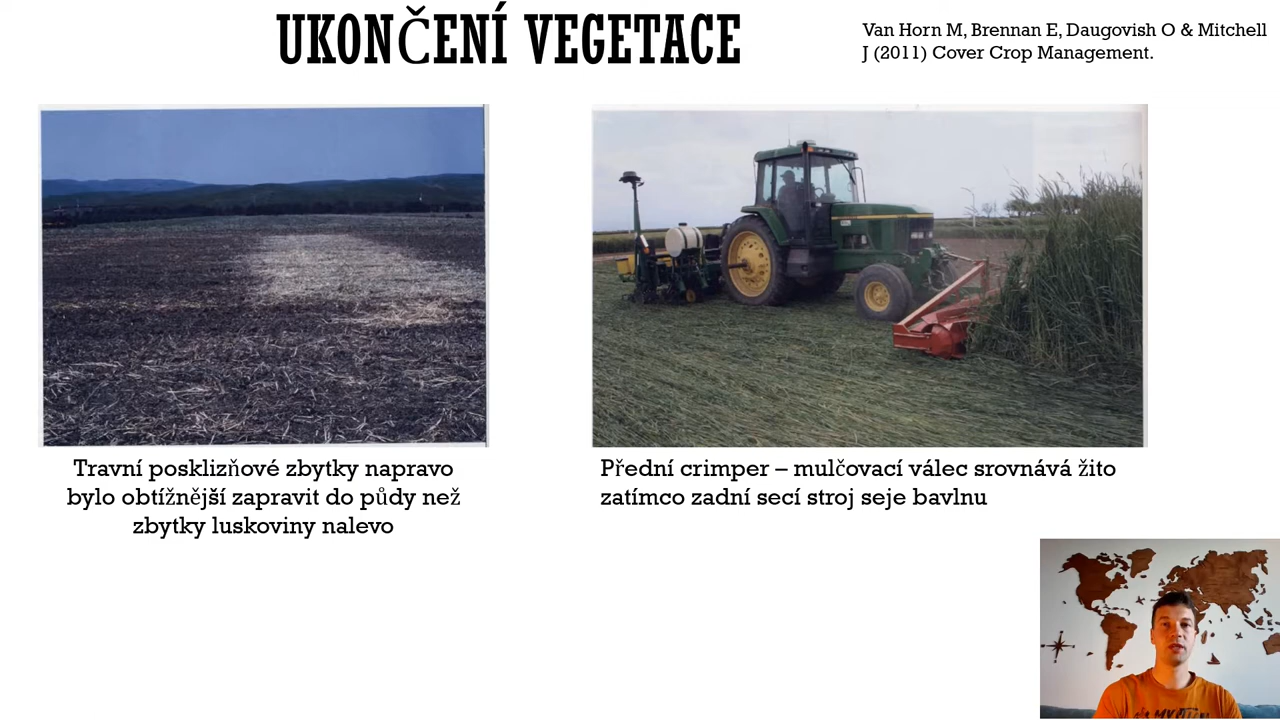 UKONČENÍ VEGETACE
Van Horn M, Brennan E, Daugovish O & Mitchell
J (2011) Cover Crop Management.
Travní posklizňové zbytky napravo
bylo obtížnější zapravit do půdy než
zbytky luskoviny nalevo
Přední crimper – mulčovací válec srovnává žito
zatímco zadní secí stroj seje bavlnu